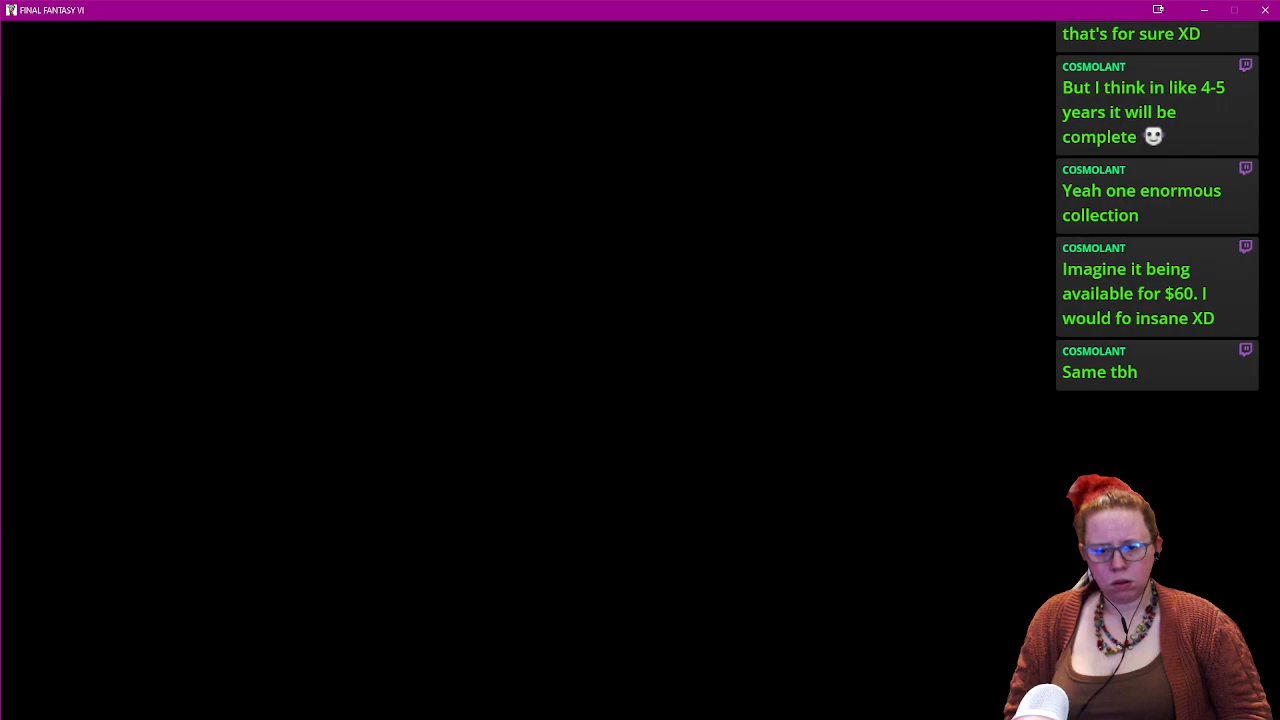 FINAL FANTASY VI
that's for sure XD
COSMOLANT
But I think in like 4-5
years it will be
complete
COSMOLANT
Yeah one enormous
collection
COSMOLANT
Imagine it being
available for $60. I
would fo insane XD
COSMOLANT
Same tbh